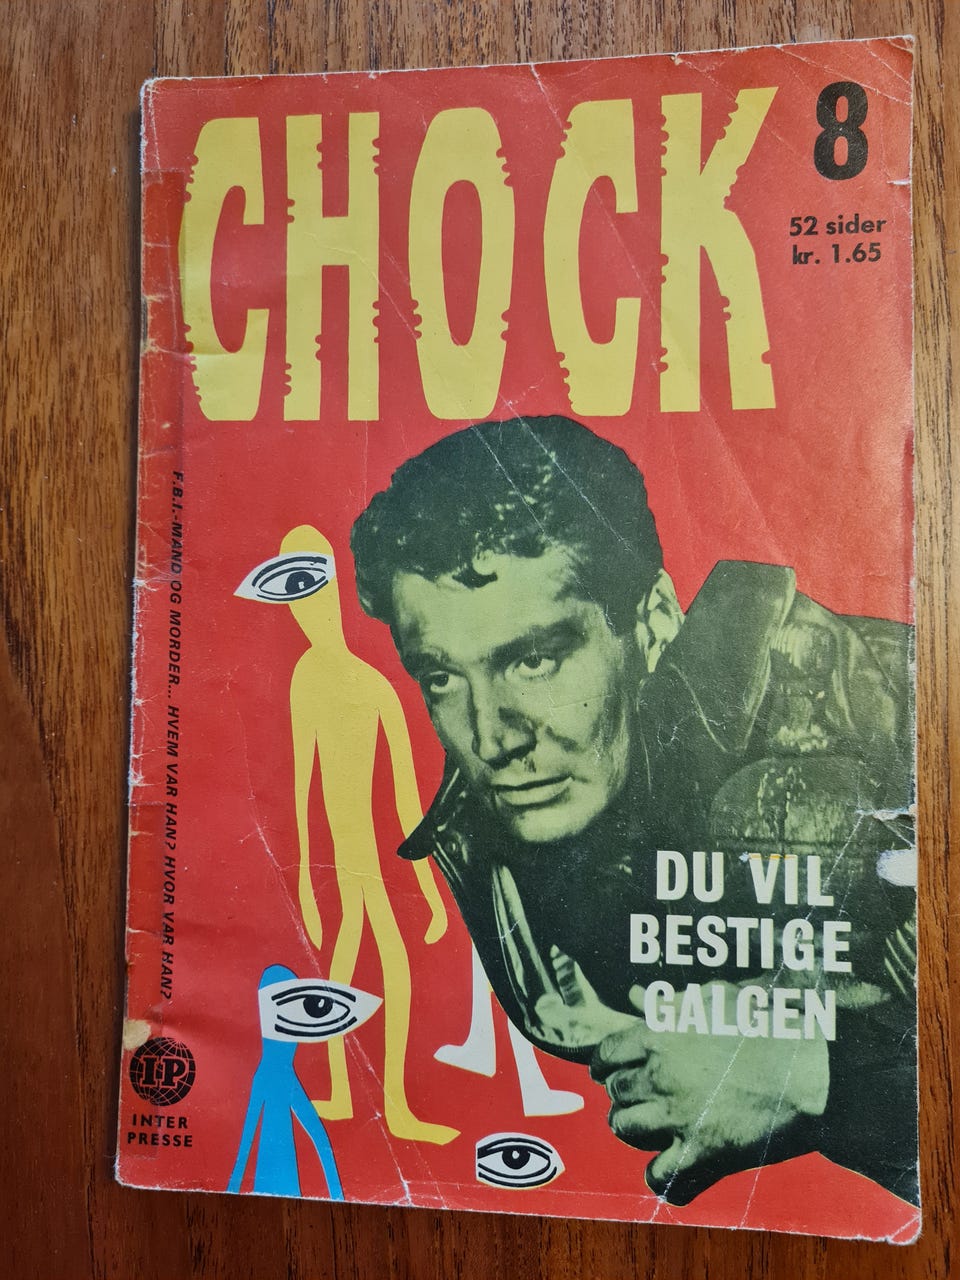 CHOCK
8
52 sider
kr. 1.65
F.B.I.-MAND OG MORDER... HVEM VAR HAN? HVOR VAR HAN?
DU VIL
BESTIGE
GALGEN
I·P
INTER
PRESSE